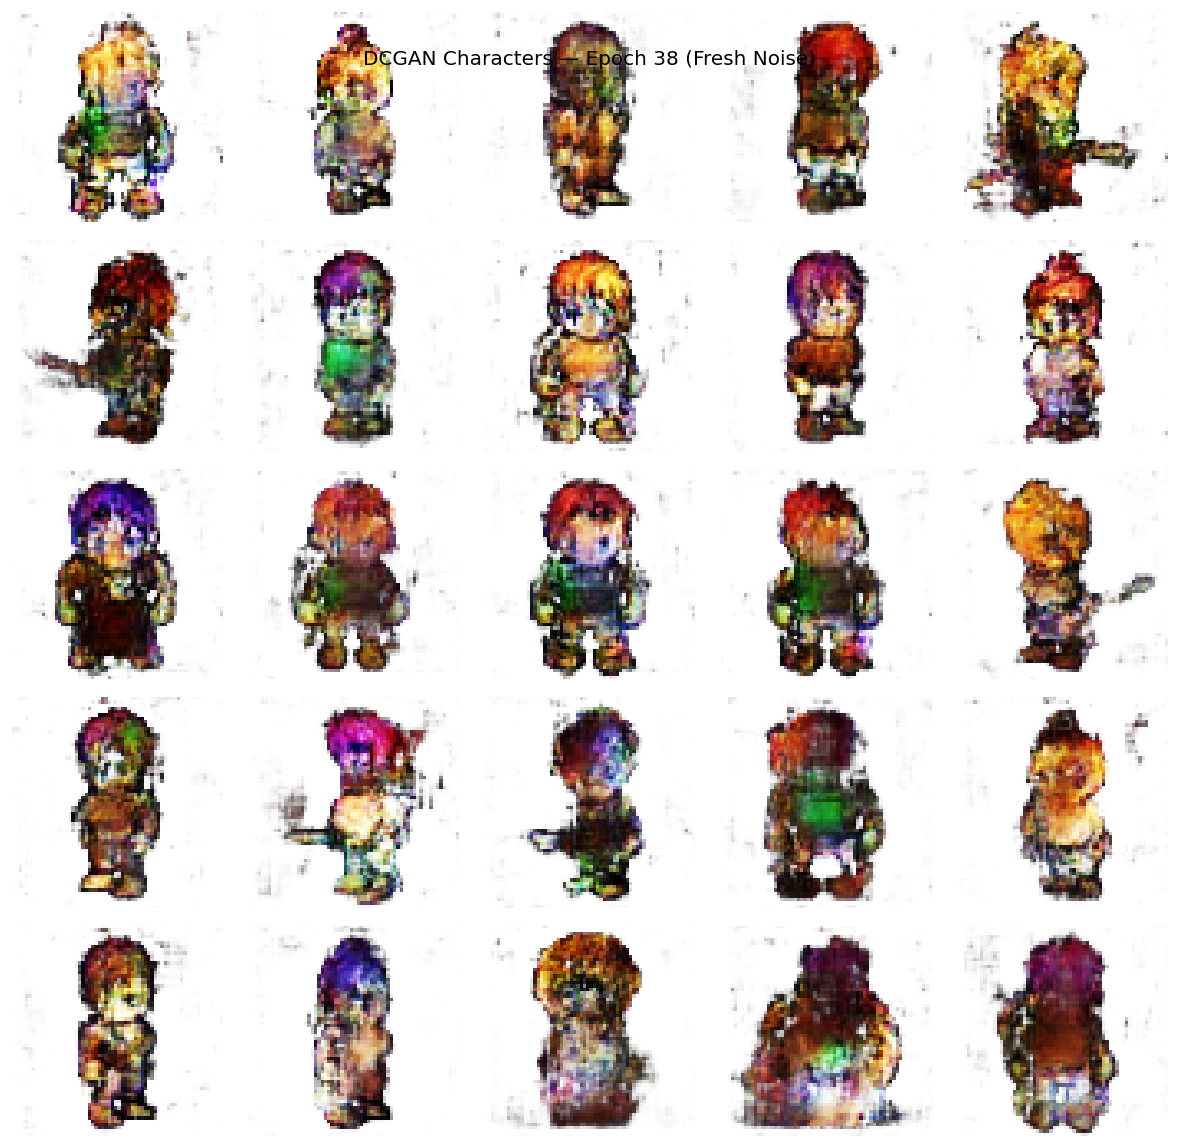 DCGAN Characters — Epoch 38 (Fresh Noise)